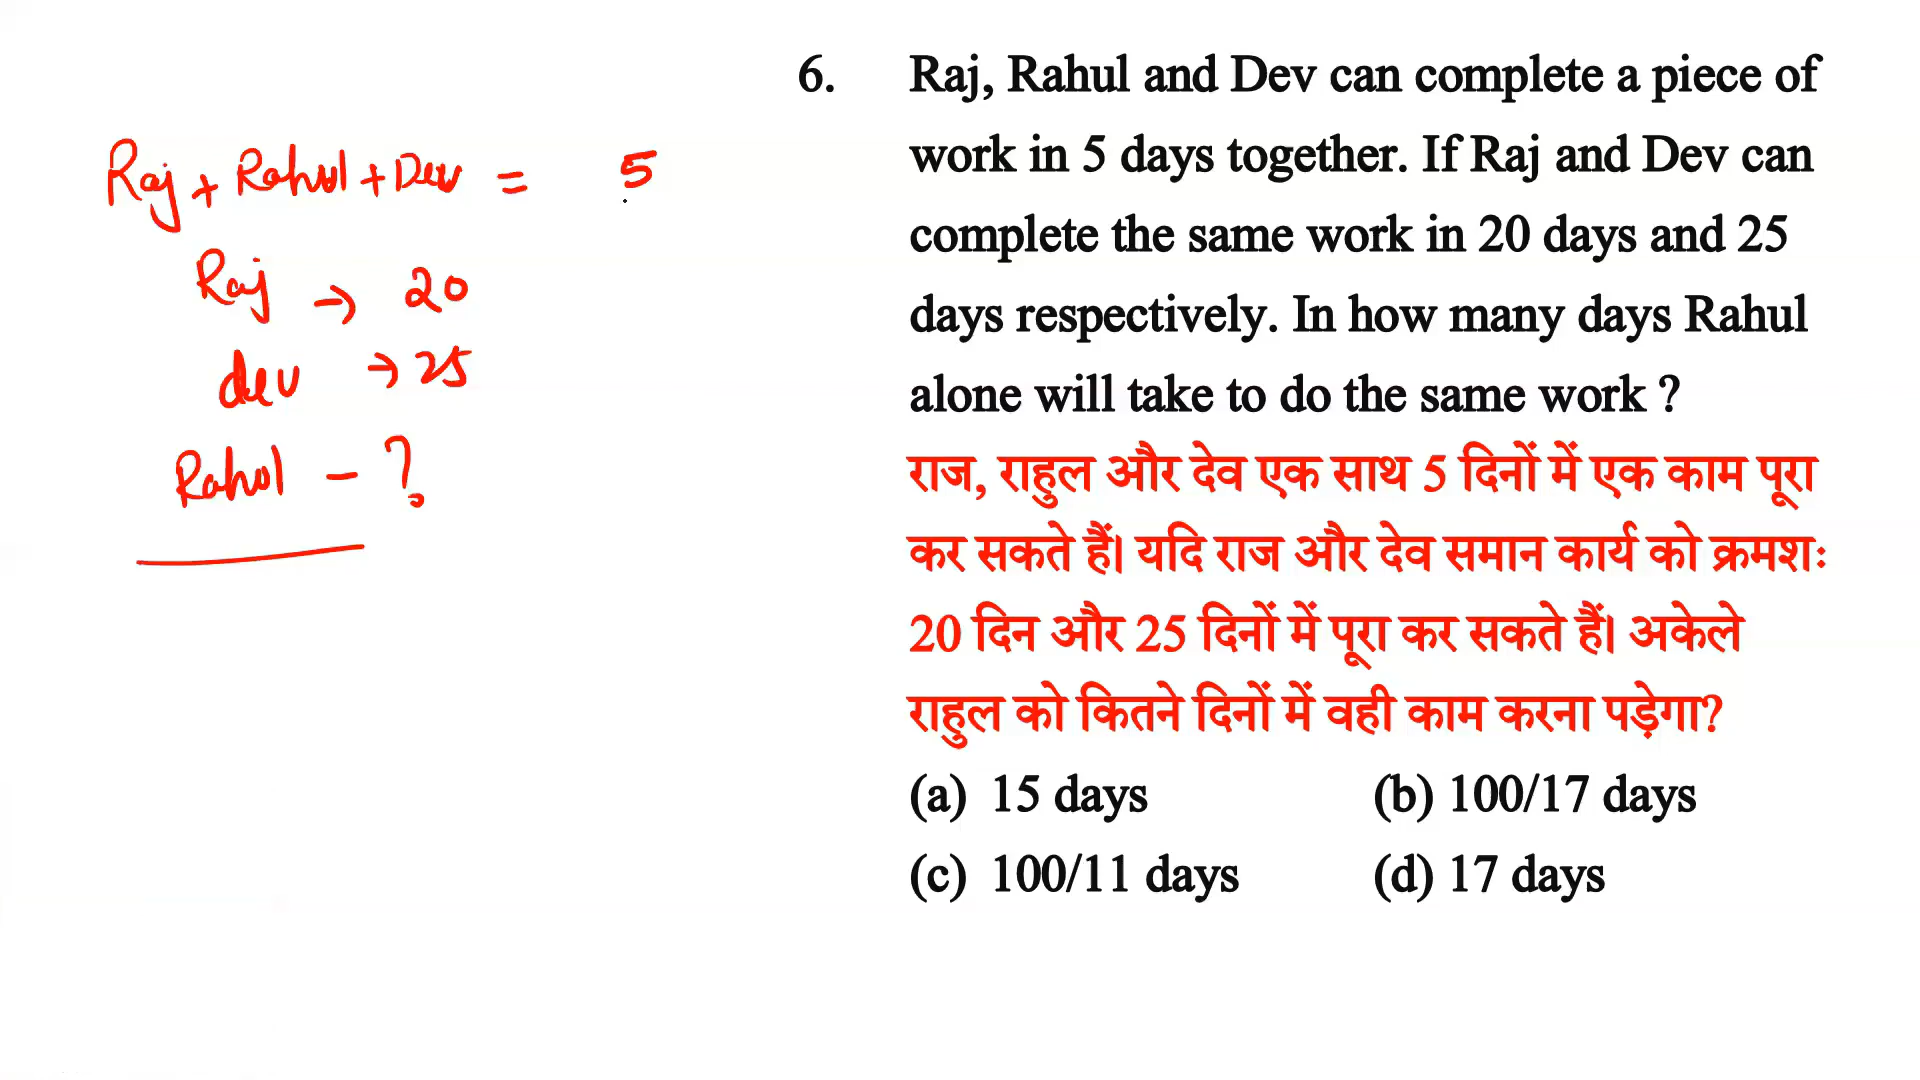 Raj + Rahul + Dev = 5
Raj → 20
dev → 25
Rahul - ?
6. Raj, Rahul and Dev can complete a piece of
work in 5 days together. If Raj and Dev can
complete the same work in 20 days and 25
days respectively. In how many days Rahul
alone will take to do the same work ?
राज, राहुल और देव एक साथ 5 दिनों में एक काम पूरा
कर सकते हैं। यदि राज और देव समान कार्य को क्रमशः
20 दिन और 25 दिनों में पूरा कर सकते हैं। अकेले
राहुल को कितने दिनों में वही काम करना पड़ेगा?
(a) 15 days (b) 100/17 days
(c) 100/11 days (d) 17 days